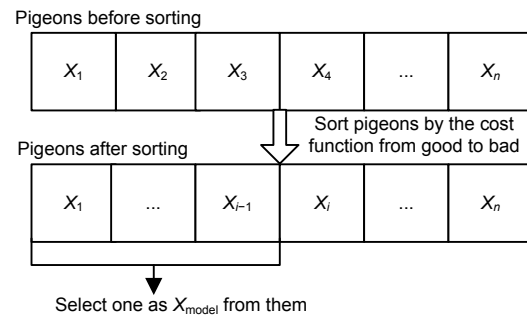 Pigeons before sorting
X1 X2 X3 X4 ... Xn
Sort pigeons by the cost
function from good to bad
Pigeons after sorting
X1 ... Xi−1 Xi ... Xn
Select one as Xmodel from them